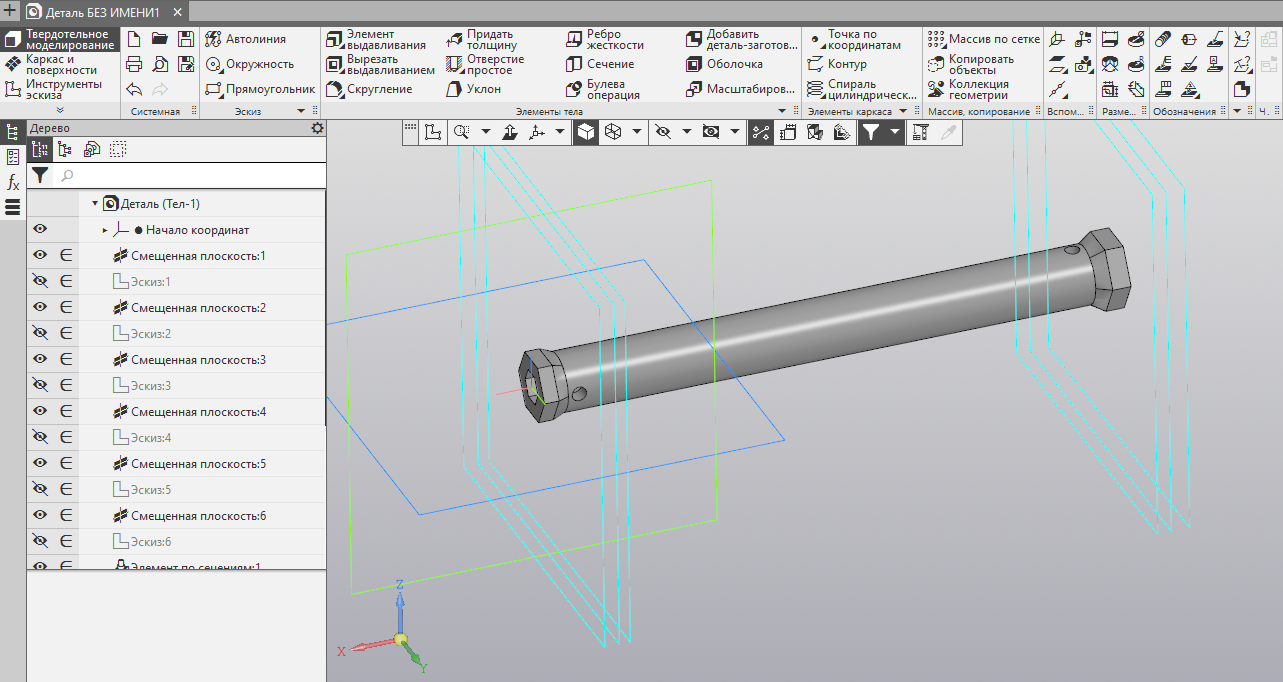 Деталь БЕЗ ИМЕНИ1
Твердотельное моделирование
Каркас и поверхности
Инструменты эскиза
Системная
Автолиния
Окружность
Прямоугольник
Эскиз
Элемент выдавливания
Вырезать выдавливанием
Скругление
Придать толщину
Отверстие простое
Уклон
Ребро жесткости
Сечение
Булева операция
Добавить деталь-заготов...
Оболочка
Масштабиров...
Элементы тела
Точка по координатам
Контур
Спираль цилиндрическ...
Элементы каркаса
Массив по сетке
Копировать объекты
Коллекция геометрии
Массив, копирование
Вспом...
Разме...
Обозначения
Ч.
Дерево
Деталь (Тел-1)
Начало координат
Смещенная плоскость:1
Эскиз:1
Смещенная плоскость:2
Эскиз:2
Смещенная плоскость:3
Эскиз:3
Смещенная плоскость:4
Эскиз:4
Смещенная плоскость:5
Эскиз:5
Смещенная плоскость:6
Эскиз:6
Элемент по сечениям:1
Z
X
Y